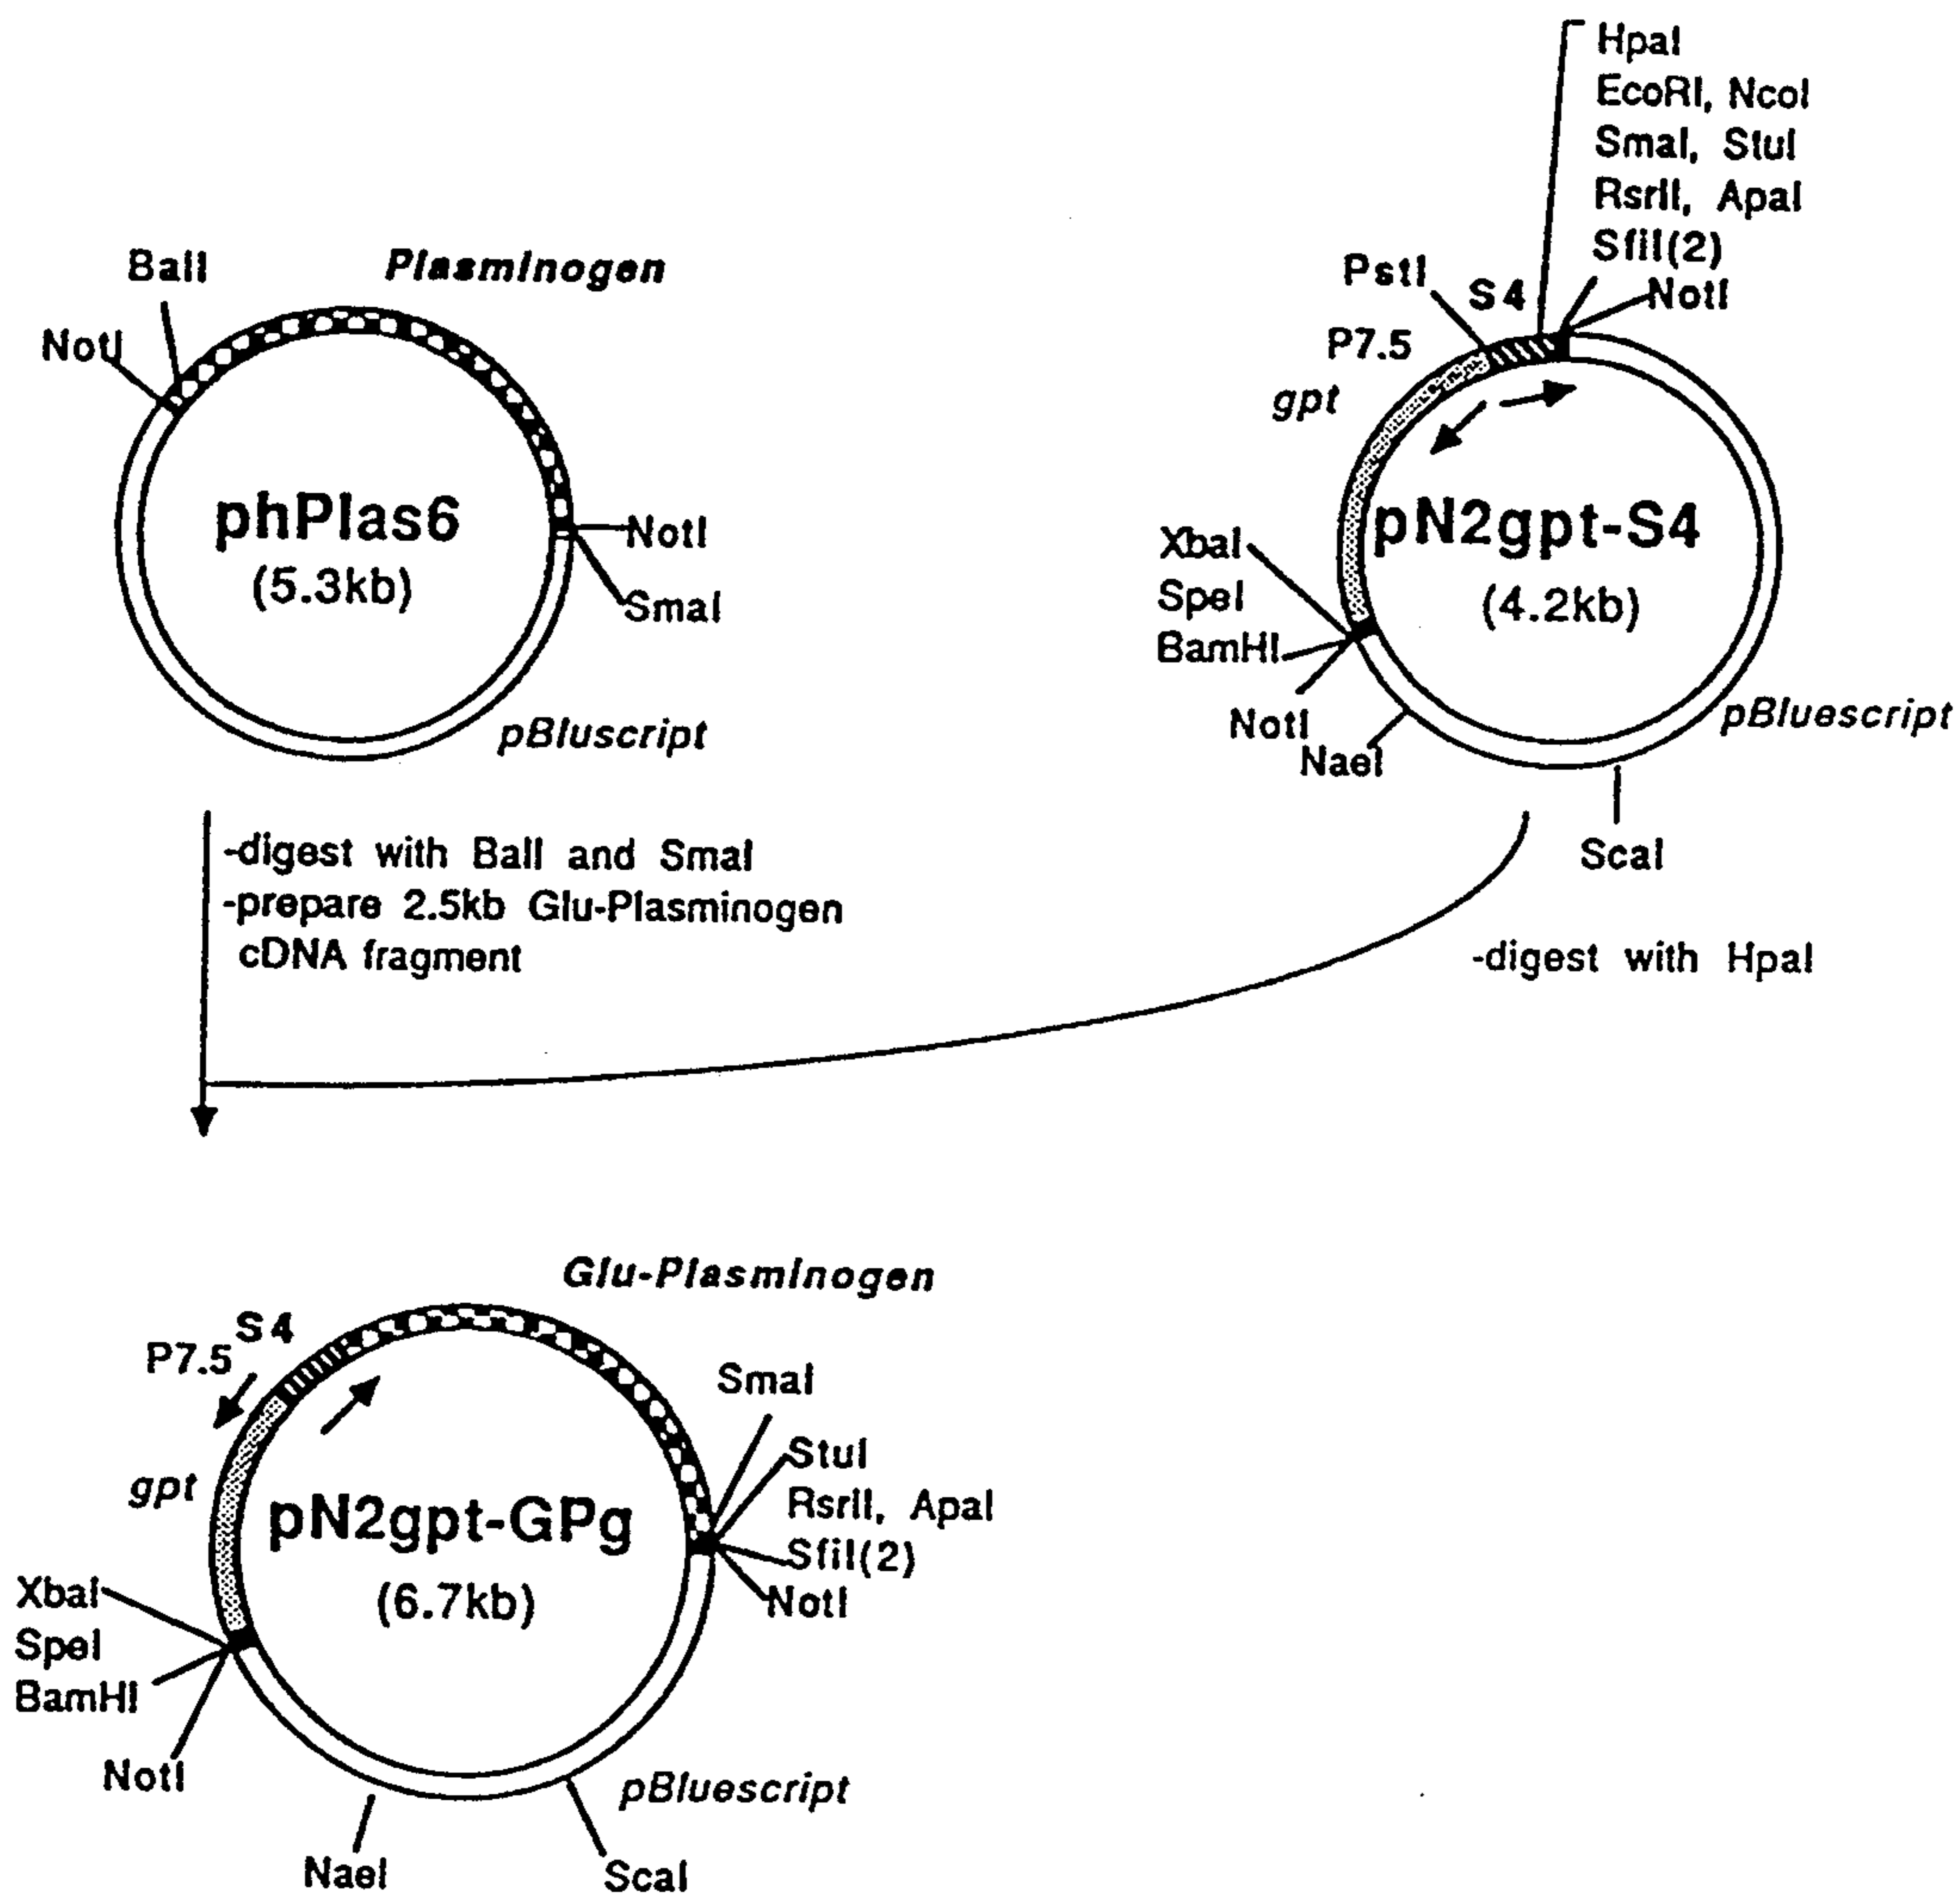 HpaI
EcoRI, NcoI
SmaI, StuI
RsrII, ApaI
SfiI(2)
NotI
BalI
Plasminogen
NotI
PstI
S4
P7.5
gpt
phPlas6
(5.3kb)
NotI
SmaI
pBluscript
pN2gpt-S4
(4.2kb)
XbaI
SpeI
BamHI
NotI
NaeI
pBluescript
ScaI
-digest with BalI and SmaI
-prepare 2.5kb Glu-Plasminogen
cDNA fragment
-digest with HpaI
Glu-Plasminogen
S4
P7.5
SmaI
StuI
RsrII, ApaI
SfiI(2)
NotI
gpt
pN2gpt-GPg
(6.7kb)
XbaI
SpeI
BamHI
NotI
pBluescript
NaeI
ScaI